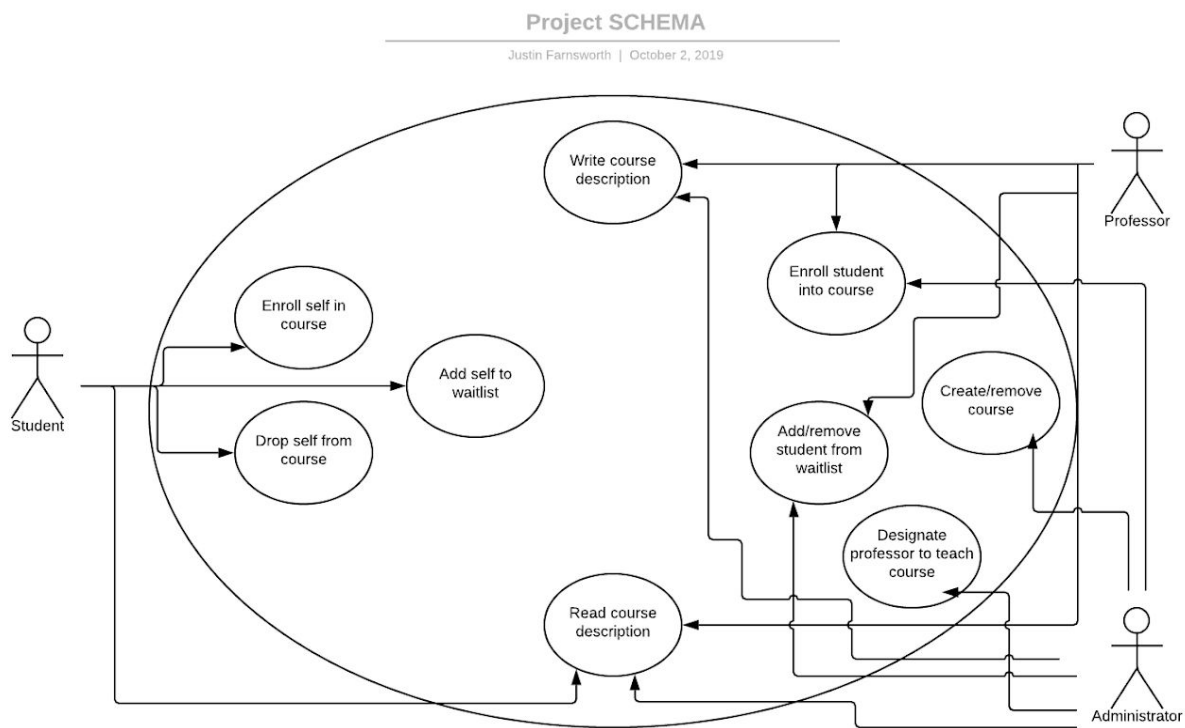 Project SCHEMA
Justin Farnsworth | October 2, 2019
Write course
description
Professor
Enroll student
into course
Enroll self in
course
Add self to
waitlist
Create/remove
course
Student
Drop self from
course
Add/remove
student from
waitlist
Designate
professor to teach
course
Read course
description
Administrator